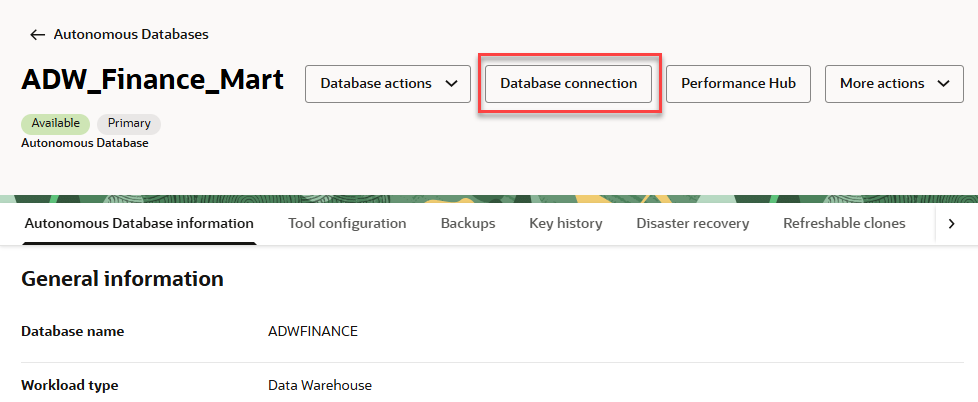 Autonomous Databases
ADW_Finance_Mart
Database actions
Database connection
Performance Hub
More actions
Available
Primary
Autonomous Database
Autonomous Database information
Tool configuration
Backups
Key history
Disaster recovery
Refreshable clones
General information
Database name
ADWFINANCE
Workload type
Data Warehouse